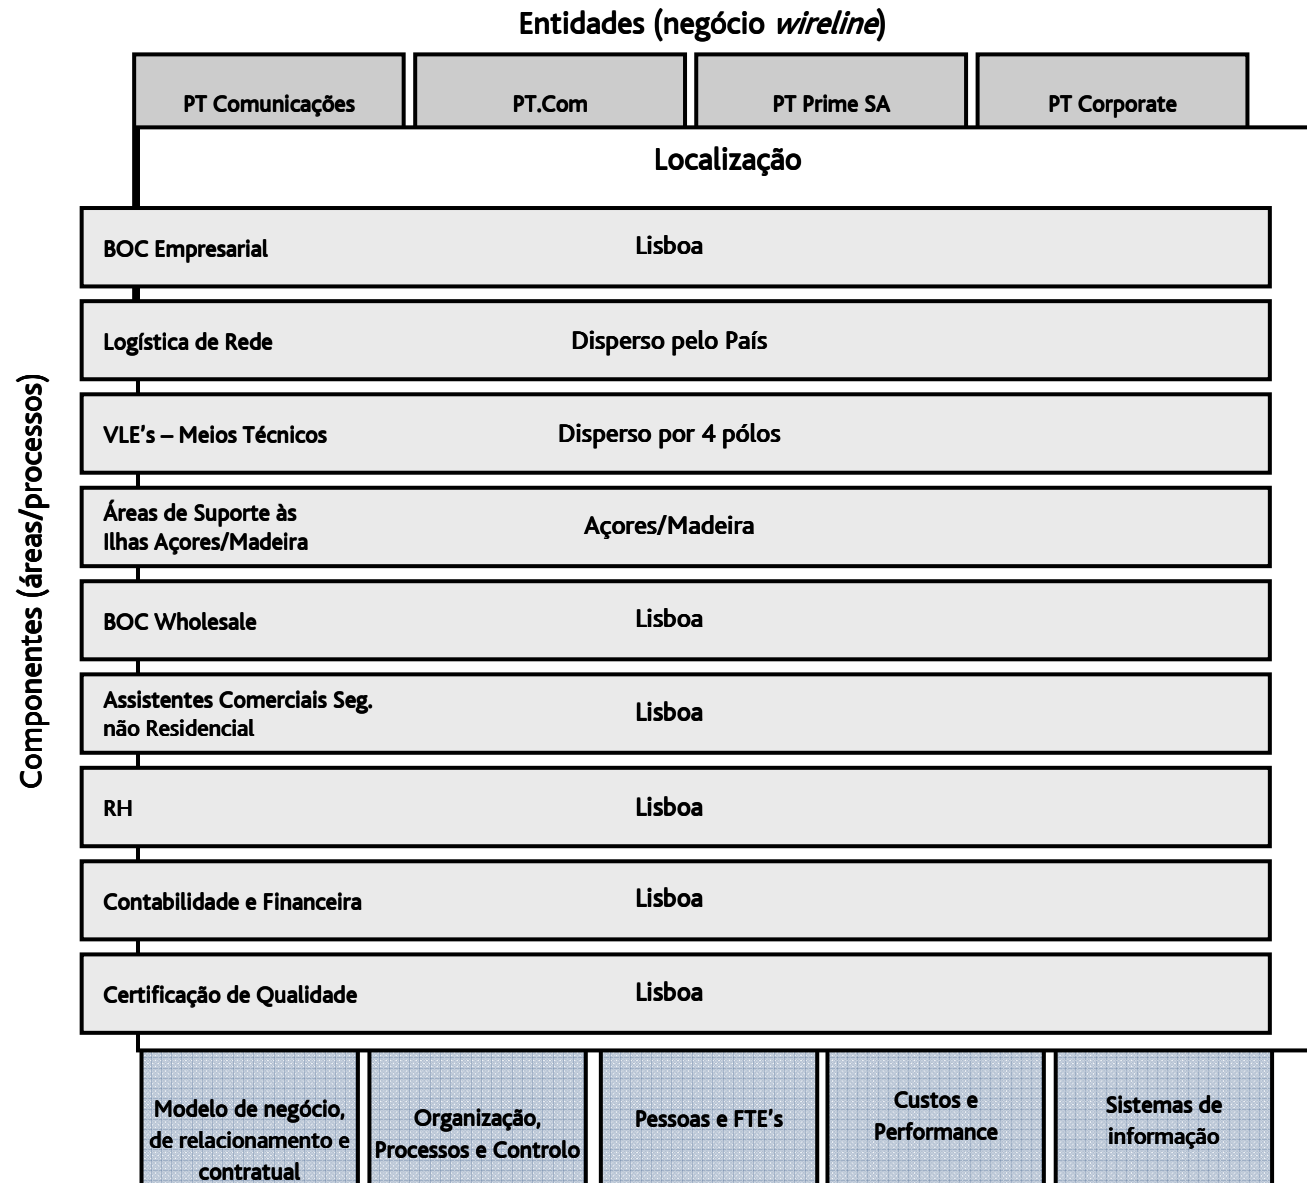 Entidades (negócio wireline)
PT Comunicações
PT.Com
PT Prime SA
PT Corporate
Localização
Componentes (áreas/processos)
BOC Empresarial
Lisboa
Logística de Rede
Disperso pelo País
VLE's – Meios Técnicos
Disperso por 4 pólos
Áreas de Suporte às
Ilhas Açores/Madeira
Açores/Madeira
BOC Wholesale
Lisboa
Assistentes Comerciais Seg.
não Residencial
Lisboa
RH
Lisboa
Contabilidade e Financeira
Lisboa
Certificação de Qualidade
Lisboa
Modelo de negócio,
de relacionamento e
contratual
Organização,
Processos e Controlo
Pessoas e FTE's
Custos e
Performance
Sistemas de
informação